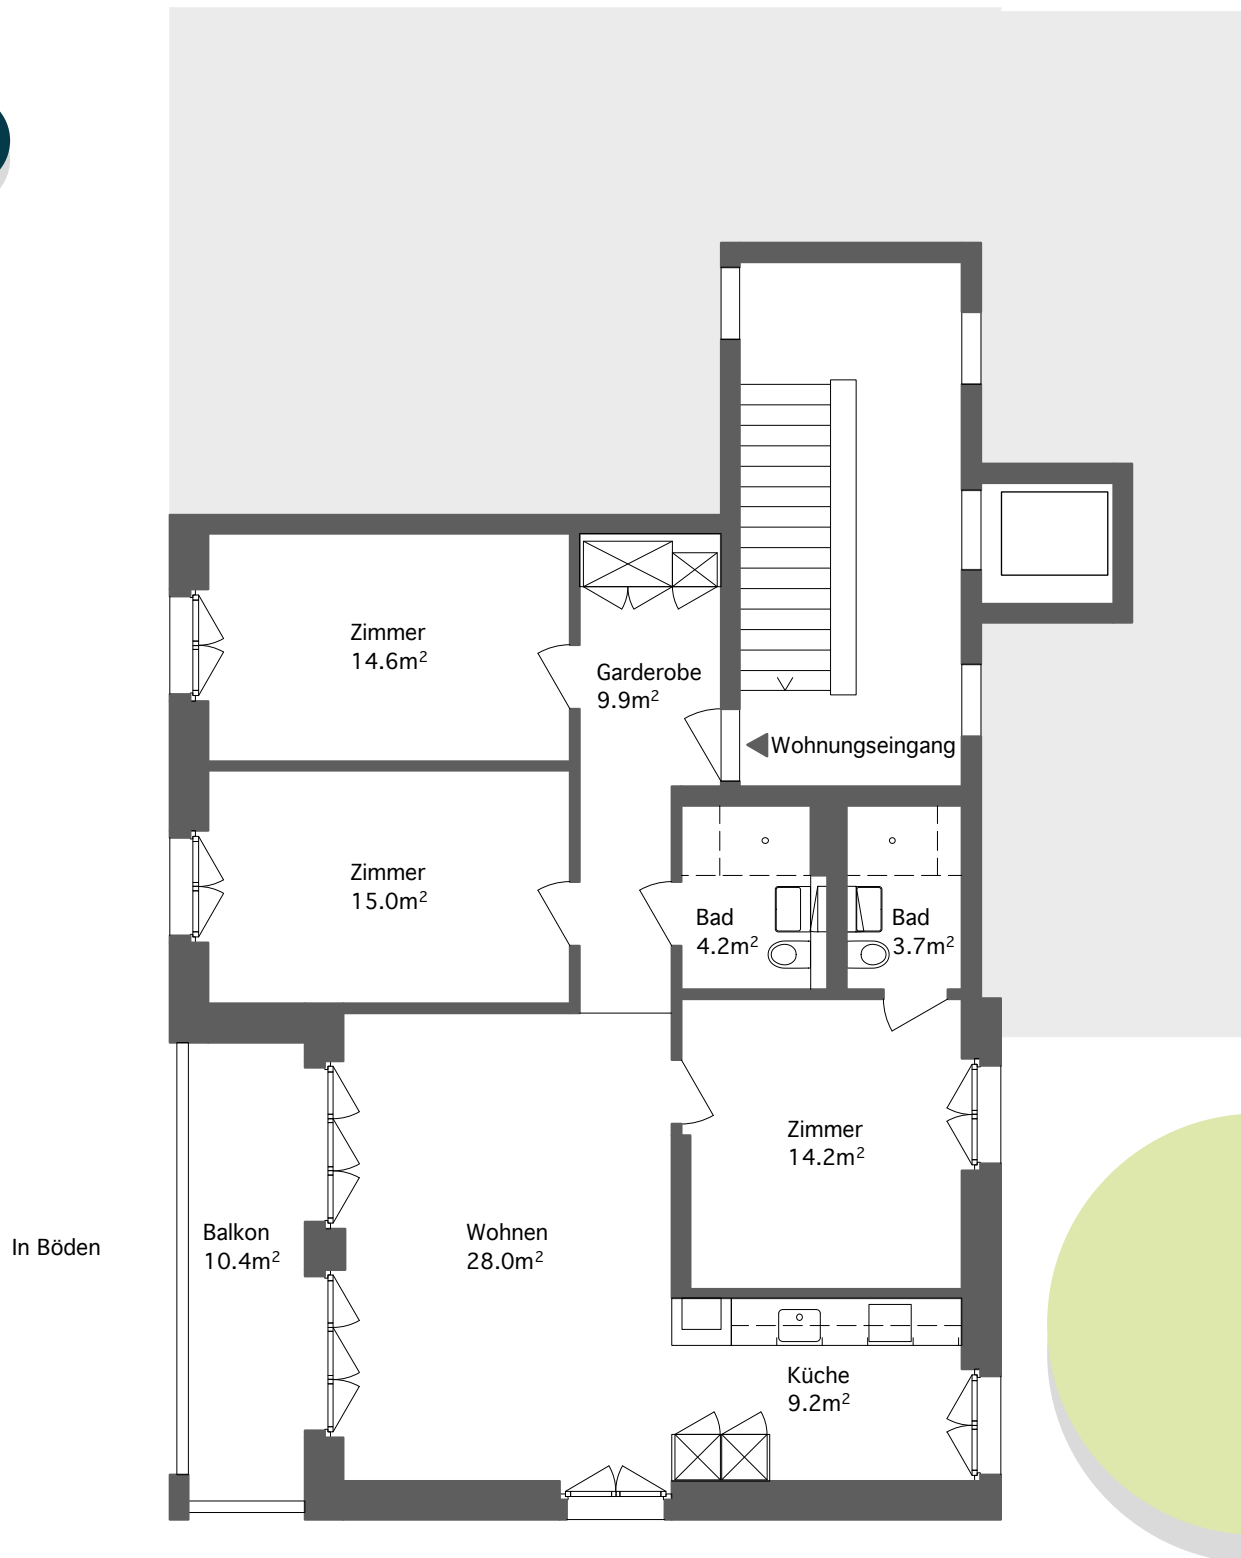 Zimmer
14.6m²
Garderobe
9.9m²
Wohnungseingang
Zimmer
15.0m²
Bad
4.2m²
Bad
3.7m²
Zimmer
14.2m²
In Böden
Balkon
10.4m²
Wohnen
28.0m²
Küche
9.2m²